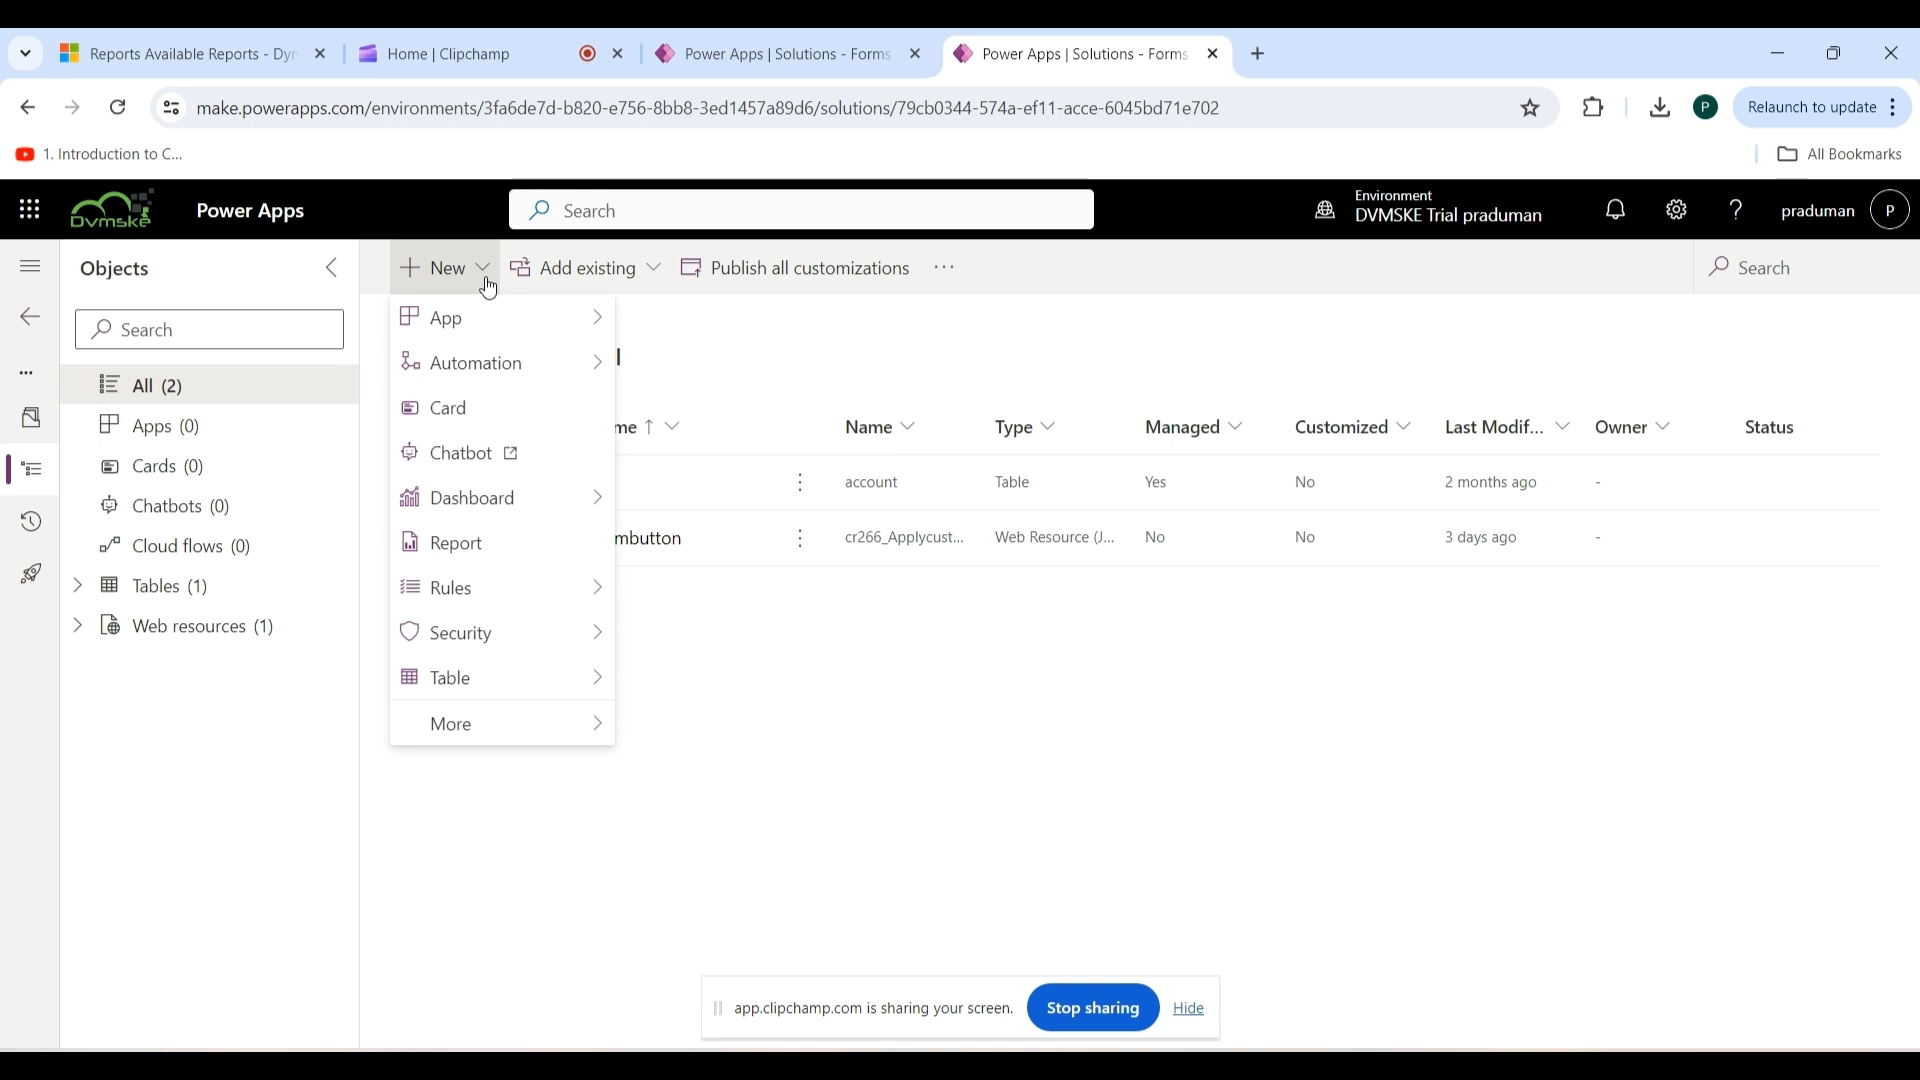 Reports Available Reports - Dyn
Home | Clipchamp
Power Apps | Solutions - Forms
Power Apps | Solutions - Forms
make.powerapps.com/environments/3fa6de7d-b820-e756-8bb8-3ed1457a89d6/solutions/79cb0344-574a-ef11-acce-6045bd71e702
P
Relaunch to update
1. Introduction to C...
All Bookmarks
Dvmske
Power Apps
Search
Environment
DVMSKE Trial praduman
praduman
P
Objects
New
Add existing
Publish all customizations
Search
Search
All (2)
Apps (0)
Cards (0)
Chatbots (0)
Cloud flows (0)
Tables (1)
Web resources (1)
App
Automation
Card
Chatbot
Dashboard
Report
Rules
Security
Table
More
l
me ↑ Name Type Managed Customized Last Modif... Owner Status
account Table Yes No 2 months ago -
mbutton cr266_Applycust... Web Resource (J... No No 3 days ago -
app.clipchamp.com is sharing your screen. Stop sharing Hide